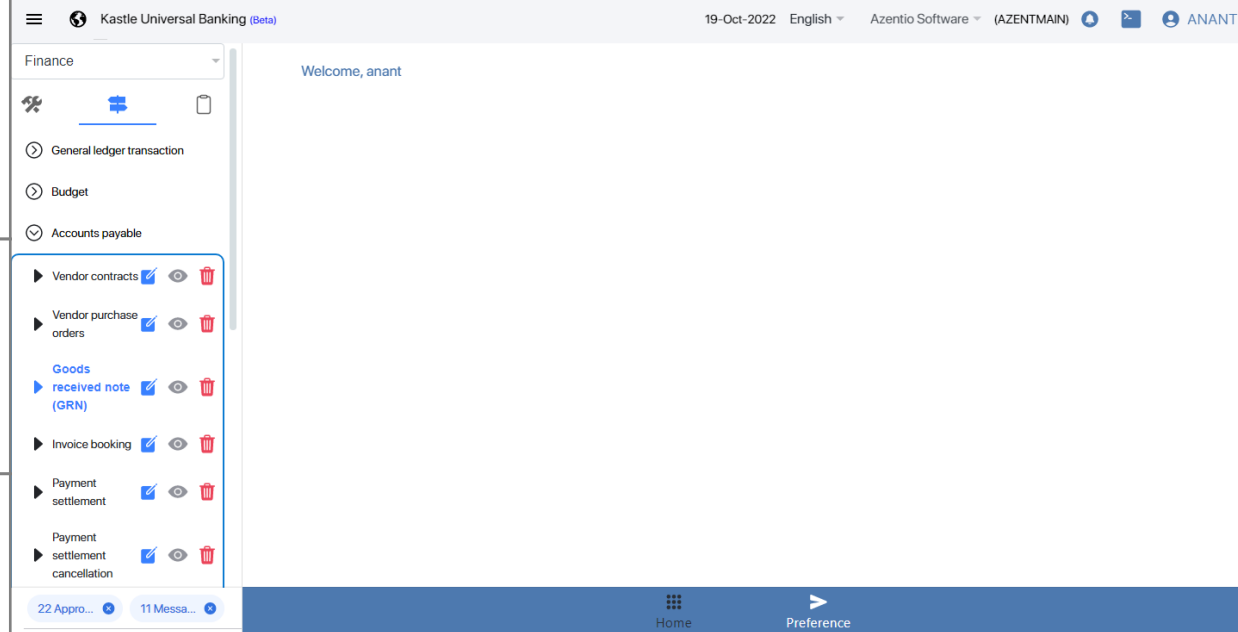 Kastle Universal Banking (Beta)
19-Oct-2022 English Azentio Software (AZENTMAIN) ANANT
Finance
Welcome, anant
General ledger transaction
Budget
Accounts payable
Vendor contracts
Vendor purchase
orders
Goods
received note
(GRN)
Invoice booking
Payment
settlement
Payment
settlement
cancellation
22 Appro...
11 Messa...
Home
Preference